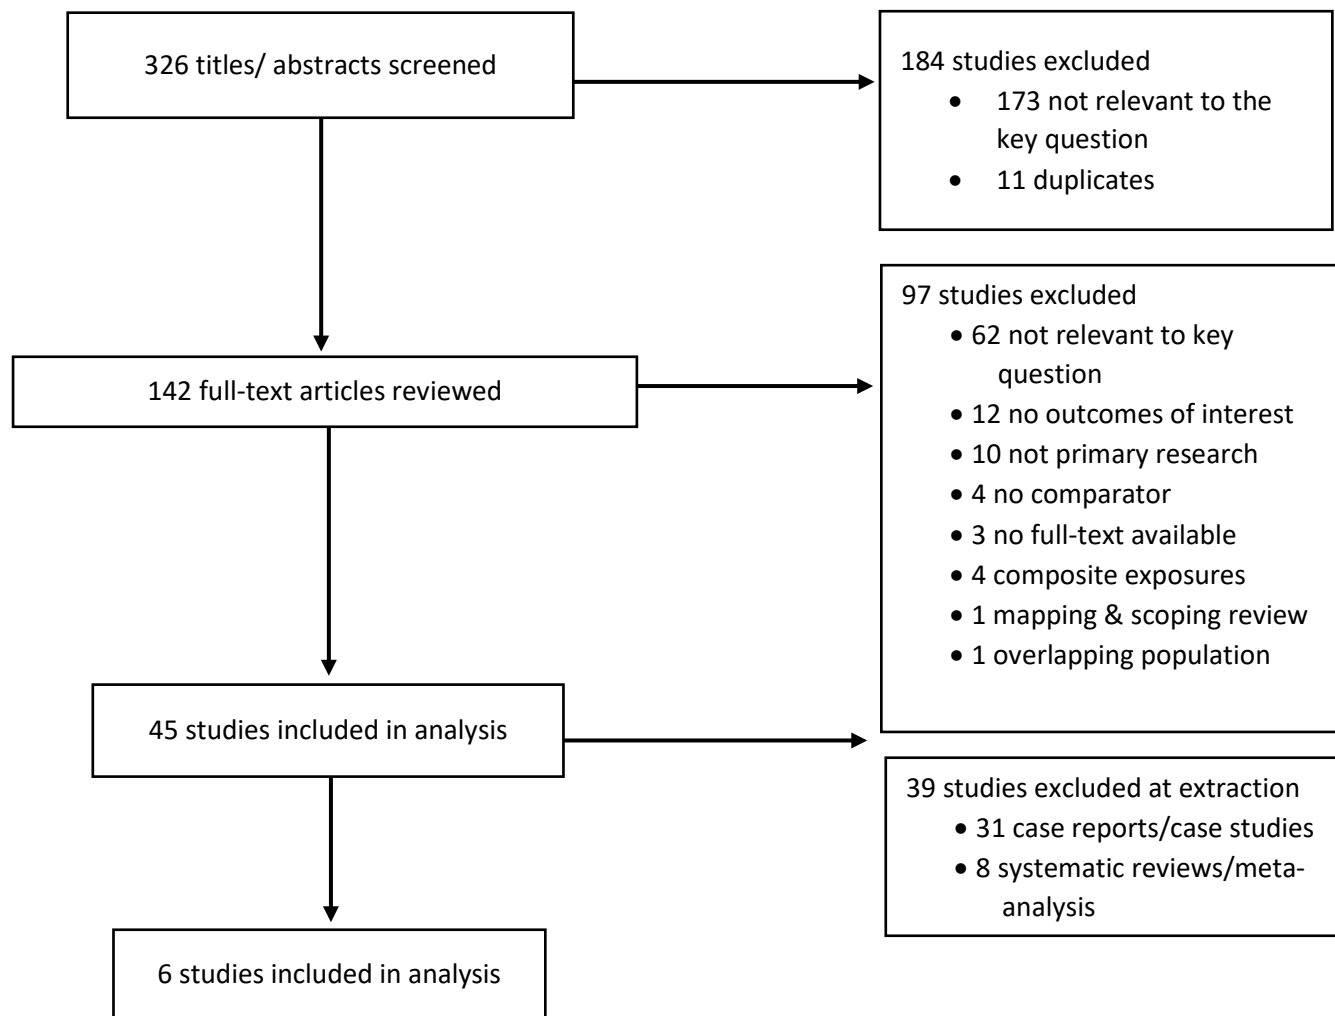 326 titles/ abstracts screened
184 studies excluded
• 173 not relevant to the
key question
• 11 duplicates
142 full-text articles reviewed
97 studies excluded
• 62 not relevant to key
question
• 12 no outcomes of interest
• 10 not primary research
• 4 no comparator
• 3 no full-text available
• 4 composite exposures
• 1 mapping & scoping review
• 1 overlapping population
45 studies included in analysis
39 studies excluded at extraction
• 31 case reports/case studies
• 8 systematic reviews/meta-
analysis
6 studies included in analysis